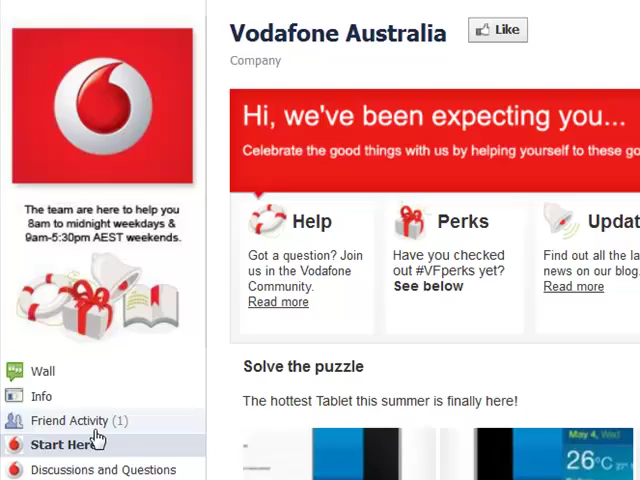 Vodafone Australia
Like
Company
Hi, we've been expecting you...
Celebrate the good things with us by helping yourself to these
The team are here to help you
8am to midnight weekdays &
9am-5:30pm AEST weekends.
Help
Got a question? Join
us in the Vodafone
Community.
Read more
Perks
Have you checked
out #VFperks yet?
See below
Find out all the
news on our blog.
Read more
Wall
Info
Friend Activity (1)
Start Here
Discussions and Questions
Solve the puzzle
The hottest Tablet this summer is finally here!
May 4, Wed
26°C